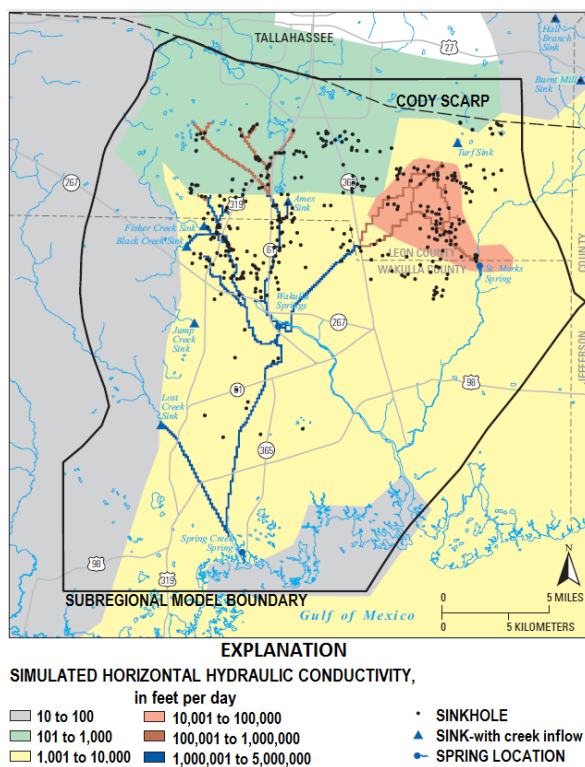 Hall
Branch
Sink
TALLAHASSEE
27
Burnt Mill
Sink
CODY SCARP
Turf Sink
267
319
Ames
Sink
363
Fisher Creek Sink
Black Creek Sink
61
LEON COUNTY
WAKULLA COUNTY
St. Marks
Spring
COUNTY
JEFFERSON
Wakulla
Springs
267
Jump
Creek
Sink
98
61
Lost
Creek
Sink
365
Spring Creek
Spring
98
319
N
SUBREGIONAL MODEL BOUNDARY
Gulf of Mexico
0 5 MILES
0 5 KILOMETERS
EXPLANATION
SIMULATED HORIZONTAL HYDRAULIC CONDUCTIVITY,
in feet per day
10 to 100
101 to 1,000
1,001 to 10.000
10,001 to 100,000
100,001 to 1,000,000
1,000,001 to 5,000,000
SINKHOLE
SINK-with creek inflow
SPRING LOCATION